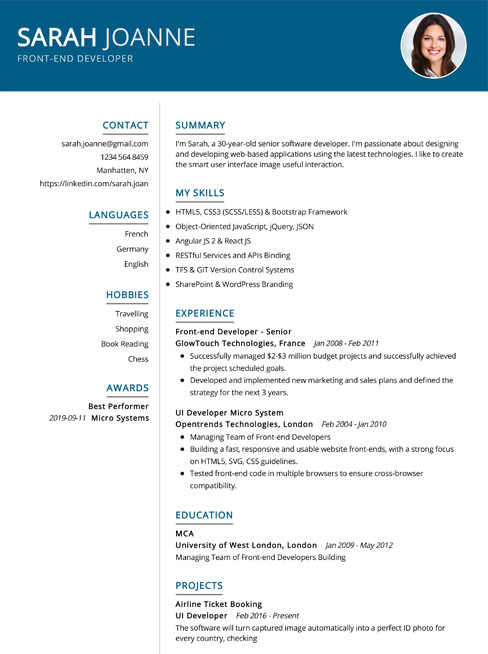 SARAH JOANNE
FRONT-END DEVELOPER
CONTACT
sarah.joanne@gmail.com
1234 564 8459
Manhatten, NY
https://linkedin.com/sarah.joan
LANGUAGES
French
Germany
English
HOBBIES
Travelling
Shopping
Book Reading
Chess
AWARDS
Best Performer
2019-09-11 Micro Systems
SUMMARY
I'm Sarah, a 30-year-old senior software developer. I'm passionate about designing
and developing web-based applications using the latest technologies. I like to create
the smart user interface image useful interaction.
MY SKILLS
HTML5, CSS3 (SCSS/LESS) & Bootstrap Framework
Object-Oriented JavaScript, jQuery, JSON
Angular JS 2 & React JS
RESTful Services and APIs Binding
TFS & GIT Version Control Systems
SharePoint & WordPress Branding
EXPERIENCE
Front-end Developer - Senior
GlowTouch Technologies, France Jan 2008 - Feb 2011
Successfully managed $2-$3 million budget projects and successfully achieved
the project scheduled goals.
Developed and implemented new marketing and sales plans and defined the
strategy for the next 3 years.
UI Developer Micro System
Opentrends Technologies, London Feb 2004 - Jan 2010
Managing Team of Front-end Developers
Building a fast, responsive and usable website front-ends, with a strong focus
on HTML5, SVG, CSS guidelines.
Tested front-end code in multiple browsers to ensure cross-browser
compatibility.
EDUCATION
MCA
University of West London, London Jan 2009 - May 2012
Managing Team of Front-end Developers Building
PROJECTS
Airline Ticket Booking
UI Developer Feb 2016 - Present
The software will turn captured image automatically into a perfect ID photo for
every country, checking